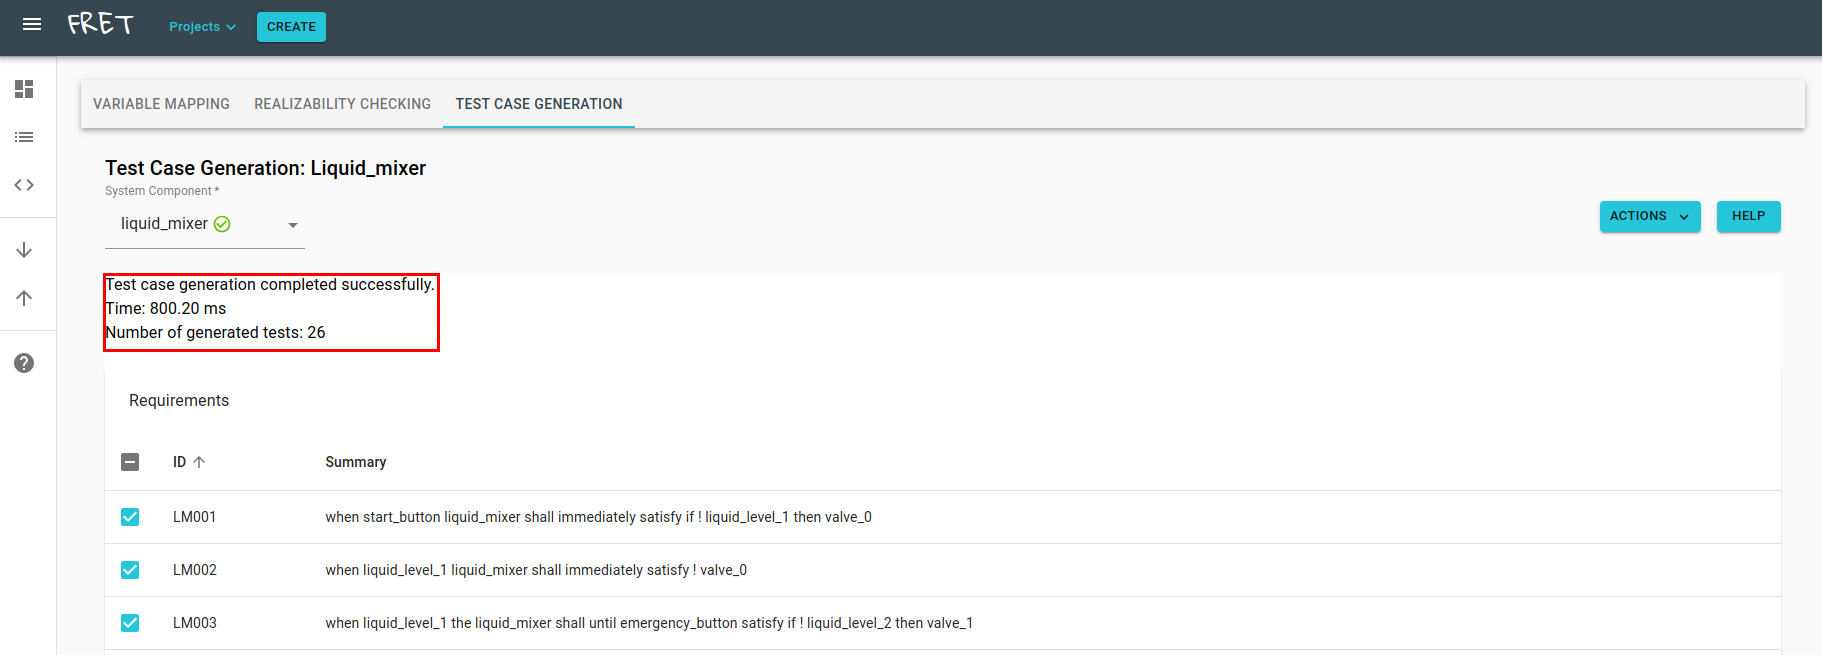 FRET Projects CREATE
VARIABLE MAPPING REALIZABILITY CHECKING TEST CASE GENERATION
Test Case Generation: Liquid_mixer
System Component *
liquid_mixer
ACTIONS HELP
Test case generation completed successfully.
Time: 800.20 ms
Number of generated tests: 26
Requirements
ID Summary
LM001 when start_button liquid_mixer shall immediately satisfy if ! liquid_level_1 then valve_0
LM002 when liquid_level_1 liquid_mixer shall immediately satisfy ! valve_0
LM003 when liquid_level_1 the liquid_mixer shall until emergency_button satisfy if ! liquid_level_2 then valve_1